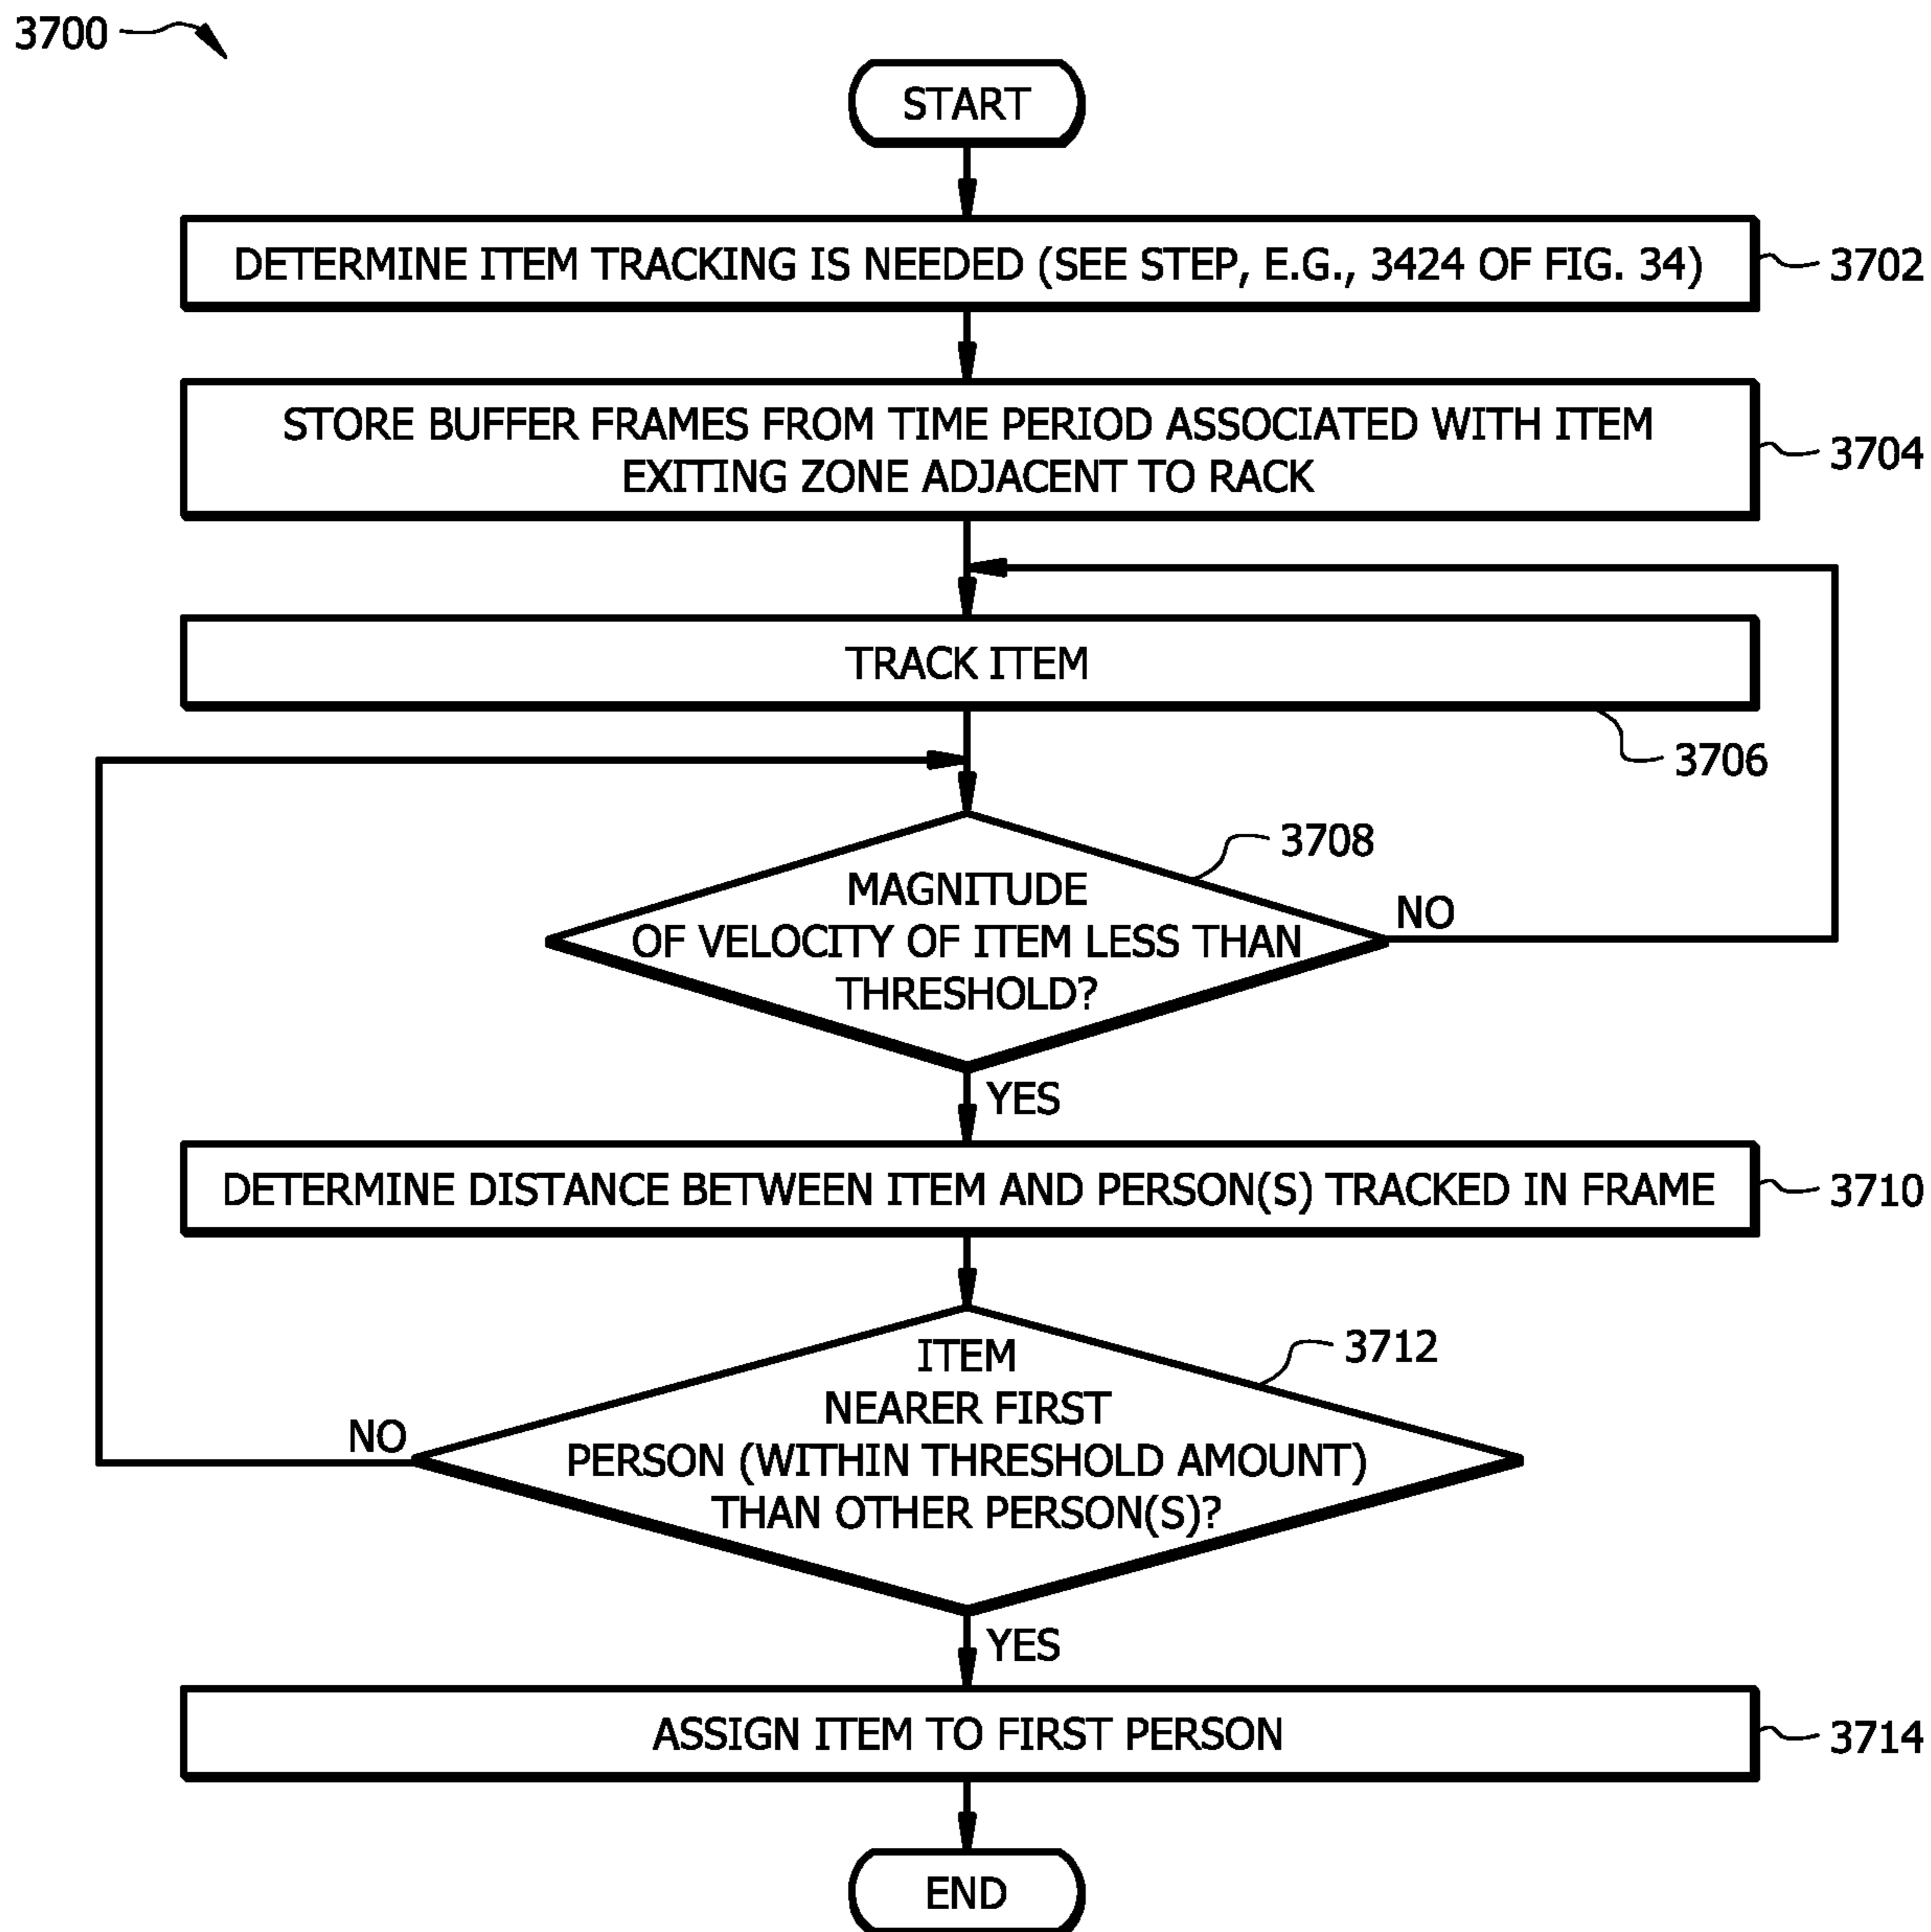 3700
START
DETERMINE ITEM TRACKING IS NEEDED (SEE STEP, E.G., 3424 OF FIG. 34)
3702
STORE BUFFER FRAMES FROM TIME PERIOD ASSOCIATED WITH ITEM
EXITING ZONE ADJACENT TO RACK
3704
TRACK ITEM
3706
3708
MAGNITUDE
OF VELOCITY OF ITEM LESS THAN
THRESHOLD?
NO
YES
DETERMINE DISTANCE BETWEEN ITEM AND PERSON(S) TRACKED IN FRAME
3710
3712
ITEM
NEARER FIRST
PERSON (WITHIN THRESHOLD AMOUNT)
THAN OTHER PERSON(S)?
NO
YES
ASSIGN ITEM TO FIRST PERSON
3714
END